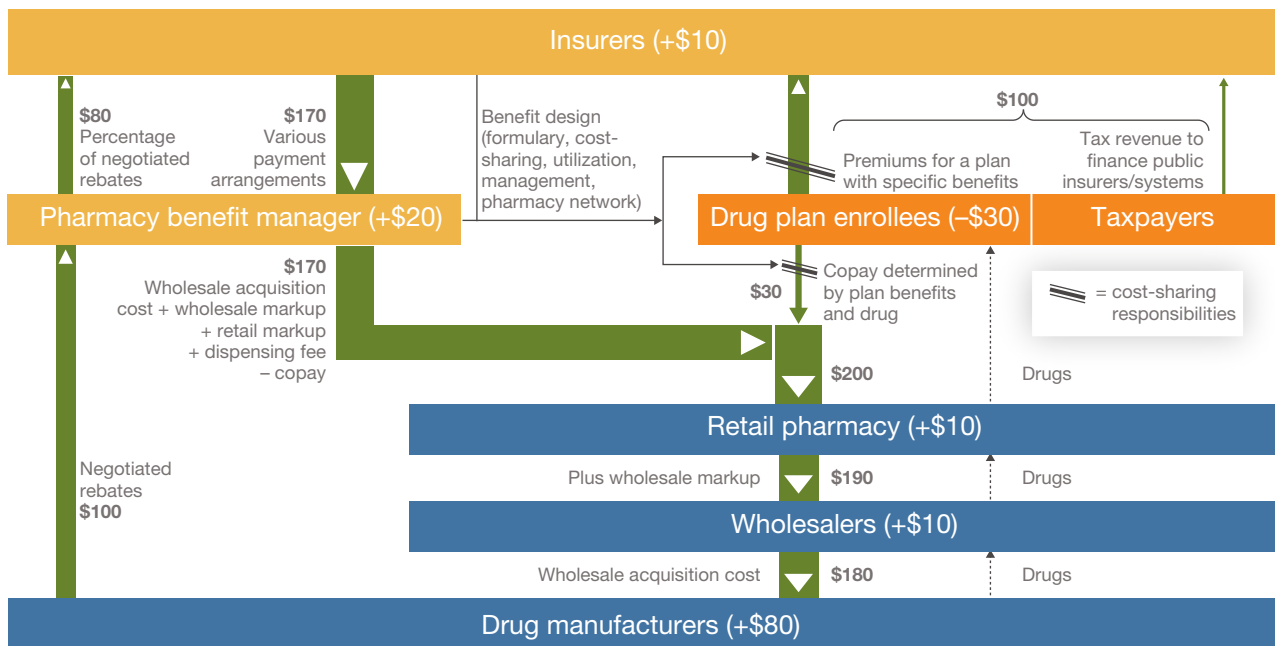 Insurers (+$10)
$80
Percentage
of negotiated
rebates
$170
Various
payment
arrangements
Benefit design
(formulary, cost-
sharing, utilization,
management,
pharmacy network)
$100
Premiums for a plan
with specific benefits
Tax revenue to
finance public
insurers/systems
Pharmacy benefit manager (+$20)
Drug plan enrollees (–$30)
Taxpayers
$170
Wholesale acquisition
cost + wholesale markup
+ retail markup
+ dispensing fee
– copay
$30
Copay determined
by plan benefits
and drug
= cost-sharing
responsibilities
$200
Drugs
Retail pharmacy (+$10)
Negotiated
rebates
$100
Plus wholesale markup
$190
Drugs
Wholesalers (+$10)
Wholesale acquisition cost
$180
Drugs
Drug manufacturers (+$80)